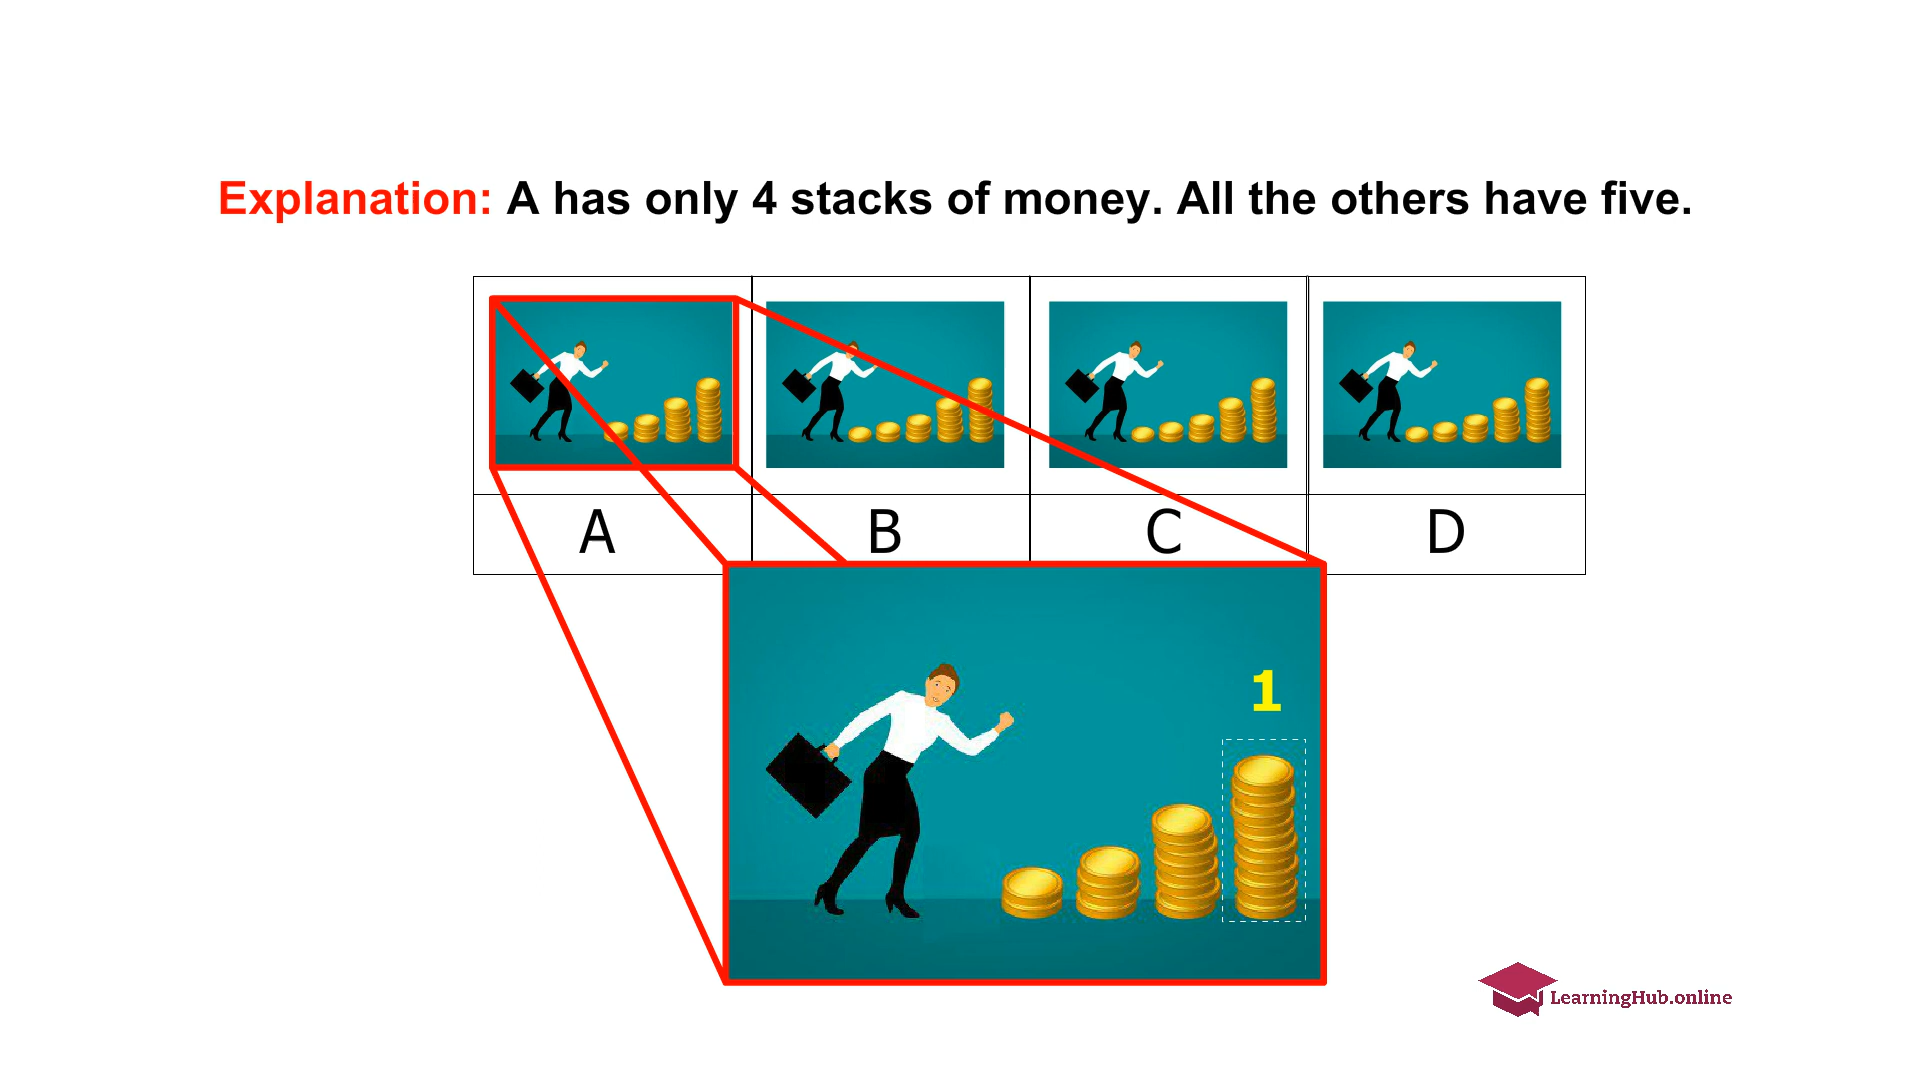 Explanation: A has only 4 stacks of money. All the others have five.
A B C D
1
LearningHub.online